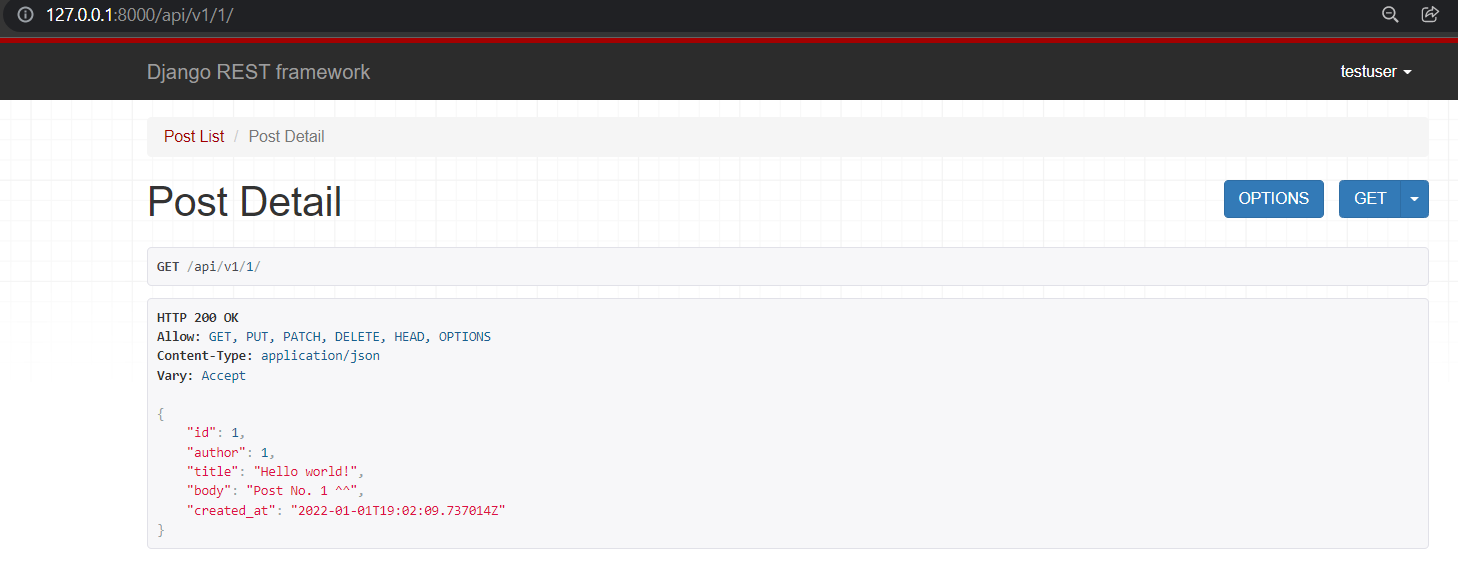 127.0.0.1:8000/api/v1/1/
Django REST framework
testuser
Post List / Post Detail
Post Detail
OPTIONS
GET
GET /api/v1/1/
HTTP 200 OK
Allow: GET, PUT, PATCH, DELETE, HEAD, OPTIONS
Content-Type: application/json
Vary: Accept
{
    "id": 1,
    "author": 1,
    "title": "Hello world!",
    "body": "Post No. 1 ^^",
    "created_at": "2022-01-01T19:02:09.737014Z"
}